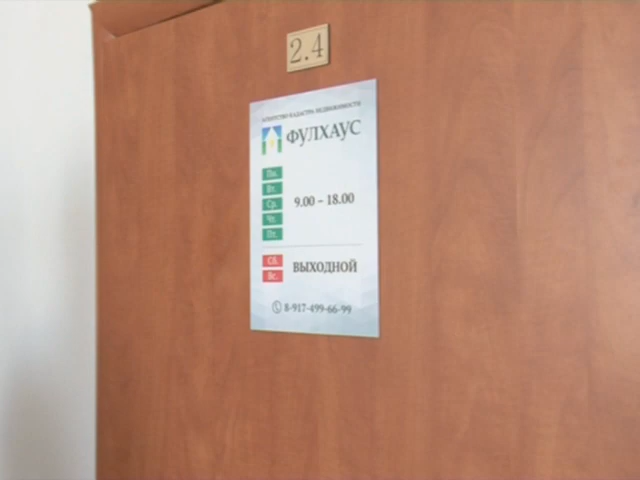 2.4
АГЕНТСТВО КАДАСТРА НЕДВИЖИМОСТИ
ФУЛХАУС
Пн.
Вт.
Ср.
Чт.
Пт.
9.00 – 18.00
Сб.
Вс.
ВЫХОДНОЙ
8-917-499-66-99